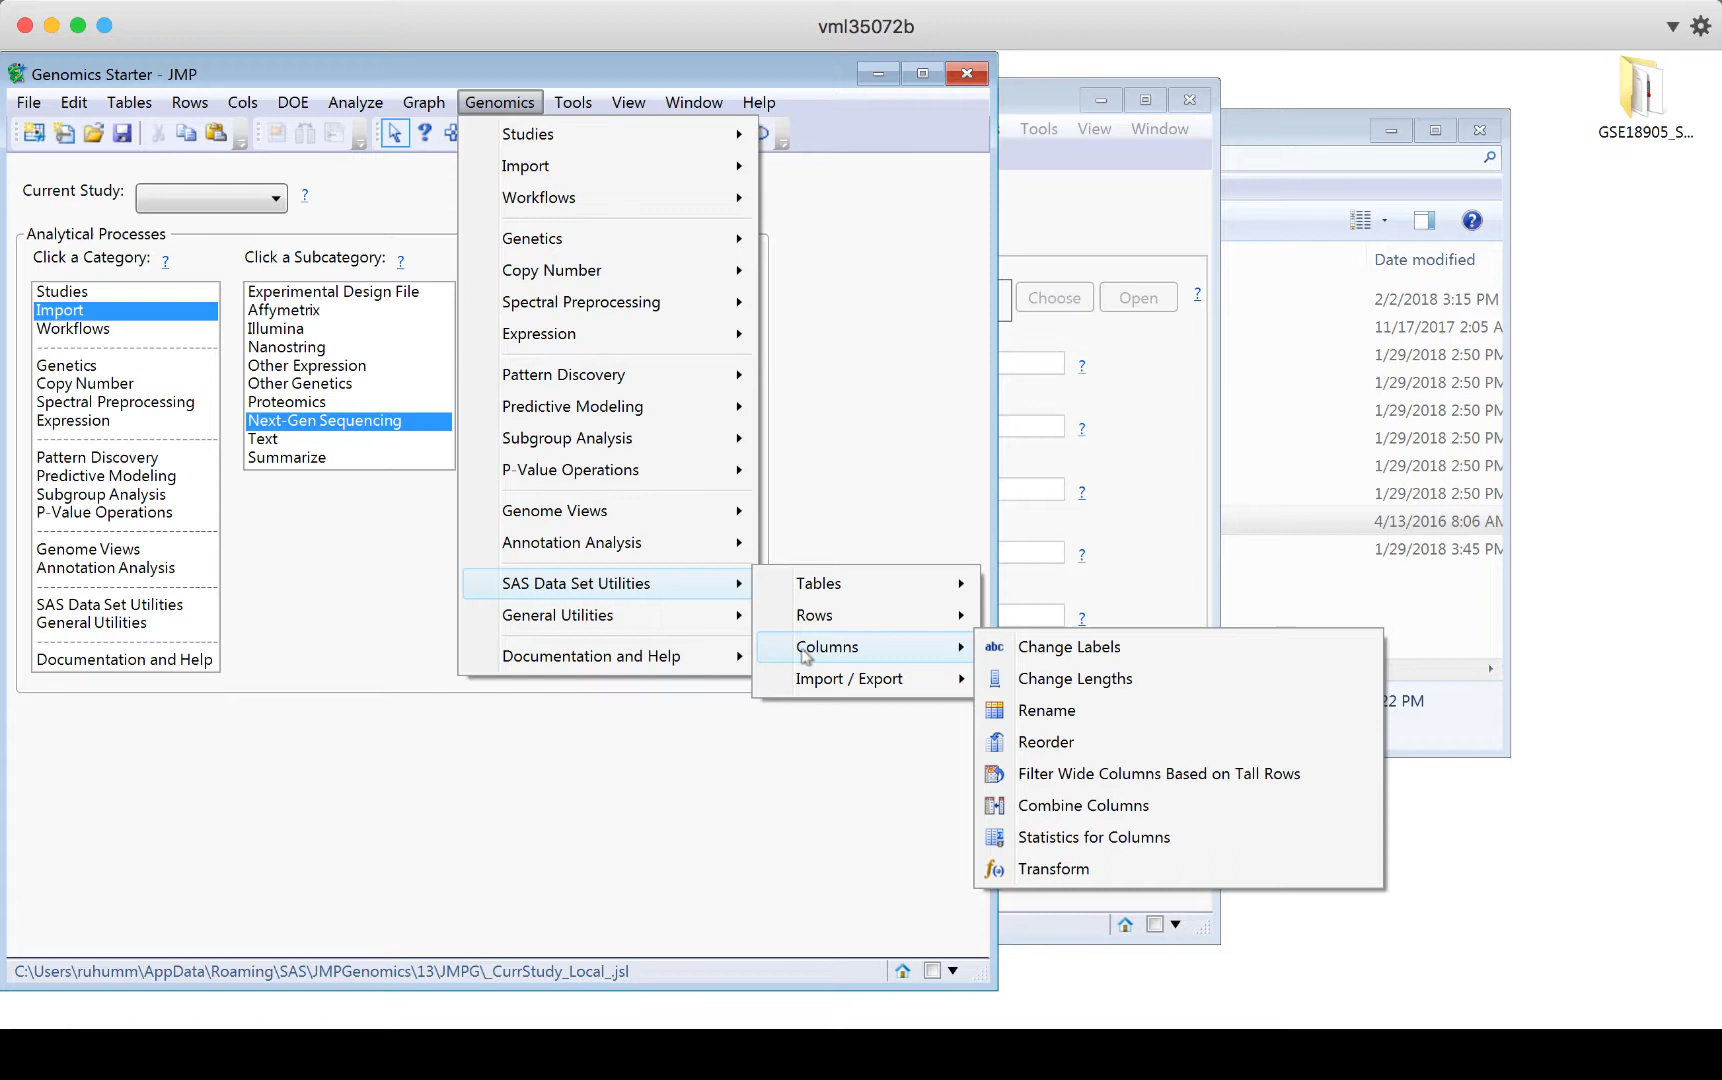 vml35072b
Genomics Starter - JMP
File Edit Tables Rows Cols DOE Analyze Graph Genomics Tools View Window Help
Current Study: ?
Analytical Processes
Click a Category: ?
Studies
Import
Workflows
Genetics
Copy Number
Spectral Preprocessing
Expression
Pattern Discovery
Predictive Modeling
Subgroup Analysis
P-Value Operations
Genome Views
Annotation Analysis
SAS Data Set Utilities
General Utilities
Documentation and Help
Click a Subcategory: ?
Experimental Design File
Affymetrix
Illumina
Nanostring
Other Expression
Other Genetics
Proteomics
Next-Gen Sequencing
Text
Summarize
Studies
Import
Workflows
Genetics
Copy Number
Spectral Preprocessing
Expression
Pattern Discovery
Predictive Modeling
Subgroup Analysis
P-Value Operations
Genome Views
Annotation Analysis
SAS Data Set Utilities
General Utilities
Documentation and Help
Tables
Rows
Columns
Import / Export
abc Change Labels
Change Lengths
Rename
Reorder
Filter Wide Columns Based on Tall Rows
Combine Columns
Statistics for Columns
Transform
C:\Users\ruhumm\AppData\Roaming\SAS\JMPGenomics\13\JMPG\_CurrStudy_Local_.jsl
Tools View Window
Choose Open ?
?
?
?
?
?
Date modified
2/2/2018 3:15 PM
11/17/2017 2:05 A
1/29/2018 2:50 PM
1/29/2018 2:50 PM
1/29/2018 2:50 PM
1/29/2018 2:50 PM
1/29/2018 2:50 PM
1/29/2018 2:50 PM
4/13/2016 8:06 AM
1/29/2018 3:45 PM
22 PM
GSE18905_S...